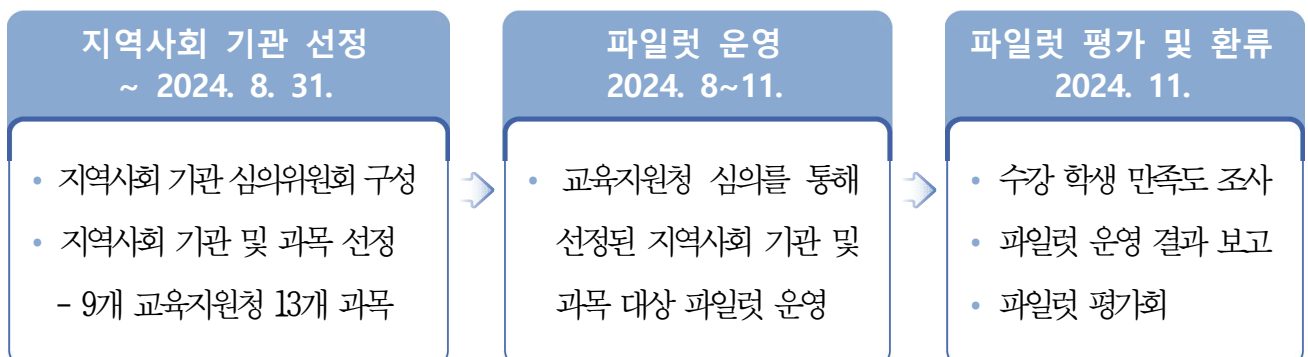 지역사회 기관 선정
~ 2024. 8. 31.
• 지역사회 기관 심의위원회 구성
• 지역사회 기관 및 과목 선정
- 9개 교육지원청 13개 과목
파일럿 운영
2024. 8~11.
• 교육지원청 심의를 통해
선정된 지역사회 기관 및
과목 대상 파일럿 운영
파일럿 평가 및 환류
2024. 11.
• 수강 학생 만족도 조사
• 파일럿 운영 결과 보고
• 파일럿 평가회